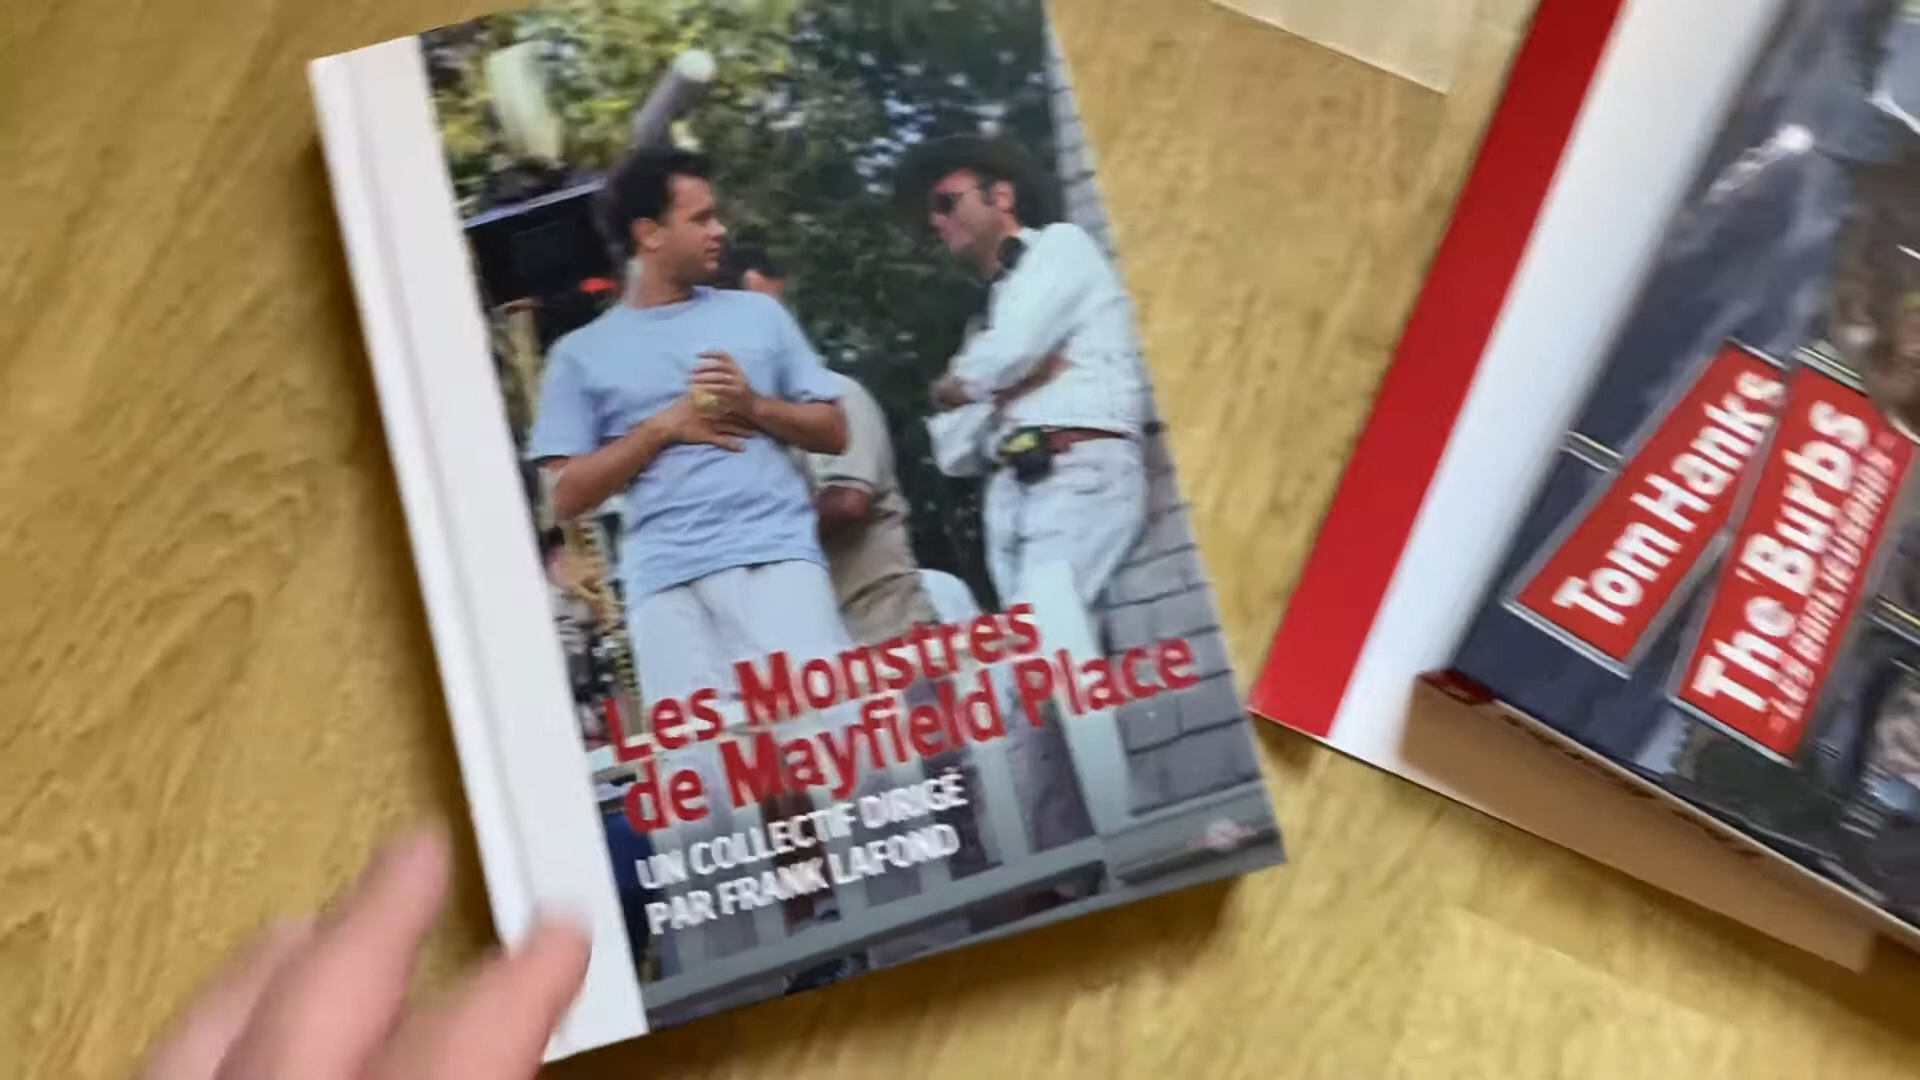 Les Monstres
de Mayfield Place
UN COLLECTIF DIRIGÉ
PAR FRANK LAFOND
Tom Hanks
The 'Burbs